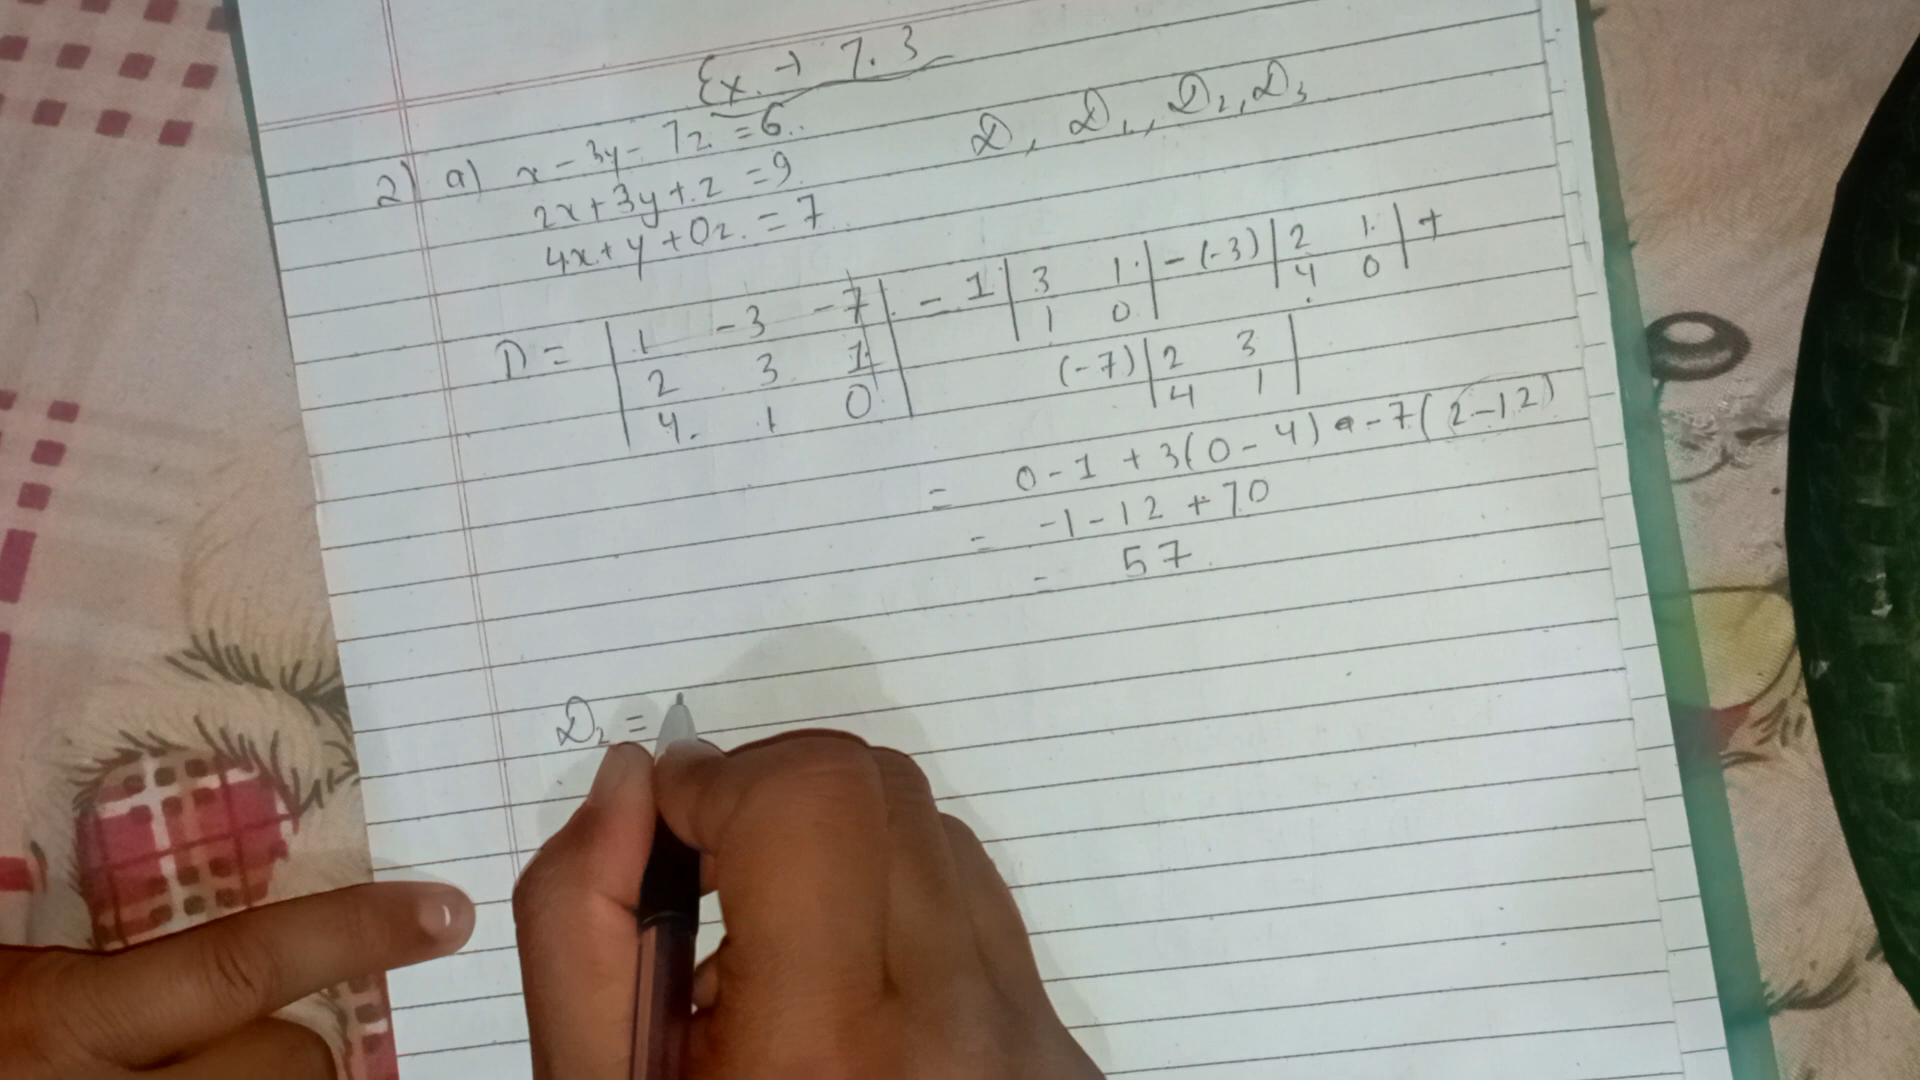 Ex → 7.3
2) a) x - 3y - 7z = 6
2x + 3y + z = 9
4x + y + 0z = 7
D, D₁, D₂, D₃
D = | 1 -3 -7 | = 1 | 3 1 | - (-3) | 2 1 | +
| 2 3 1 | | 1 0 | | 4 0 |
| 4 1 0 | (-7) | 2 3 |
| 4 1 |
= 0 - 1 + 3(0 - 4) - 7(2 - 12)
= -1 - 12 + 70
= 57
D₂ =